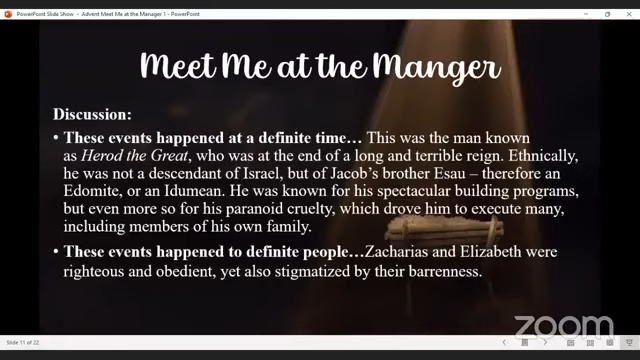 PowerPoint Slide Show - Advent Meet Me at the Manager 1 - PowerPoint
Meet Me at the Manger
Discussion:
• These events happened at a definite time… This was the man known
as Herod the Great, who was at the end of a long and terrible reign. Ethnically,
he was not a descendant of Israel, but of Jacob's brother Esau – therefore an
Edomite, or an Idumean. He was known for his spectacular building programs,
but even more so for his paranoid cruelty, which drove him to execute many,
including members of his own family.
• These events happened to definite people…Zacharias and Elizabeth were
righteous and obedient, yet also stigmatized by their barrenness.
zoom
Slide 11 of 22